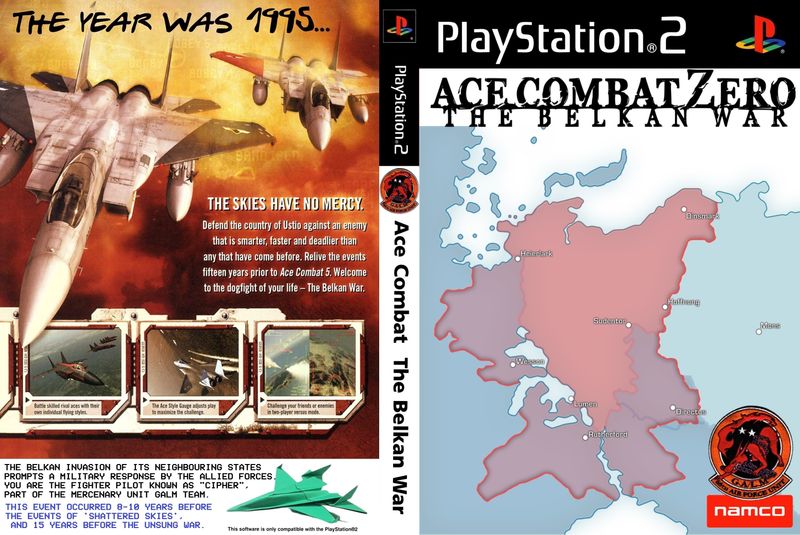 THE YEAR WAS 1995...
THE SKIES HAVE NO MERCY.
Defend the country of Ustio against an enemy
that is smarter, faster and deadlier than
any that have come before. Relive the events
fifteen years prior to Ace Combat 5. Welcome
to the dogfight of your life – The Belkan War.
Battle skilled rival aces with their
own individual flying styles.
The Ace Style Gauge adjusts play
to maximize the challenge.
Challenge your friends or enemies
in two-player versus mode.
THE BELKAN INVASION OF ITS NEIGHBOURING STATES
PROMPTS A MILITARY RESPONSE BY THE ALLIED FORCES.
YOU ARE THE FIGHTER PILOT KNOWN AS "CIPHER",
PART OF THE MERCENARY UNIT GALM TEAM.
THIS EVENT OCCURRED 8-10 YEARS BEFORE
THE EVENTS OF 'SHATTERED SKIES',
AND 15 YEARS BEFORE THE UNSUNG WAR.
This software is only compatible with the PlayStation®2
PlayStation®2
Ace Combat The Belkan War
PlayStation®2
ACE COMBAT ZERO
THE BELKAN WAR
Dinsmark
Heierlark
Hoffnung
Sudentor
Mons
Wesson
Lumen
Directus
Rutherford
GALM
AIR FORCE UNIT
namco